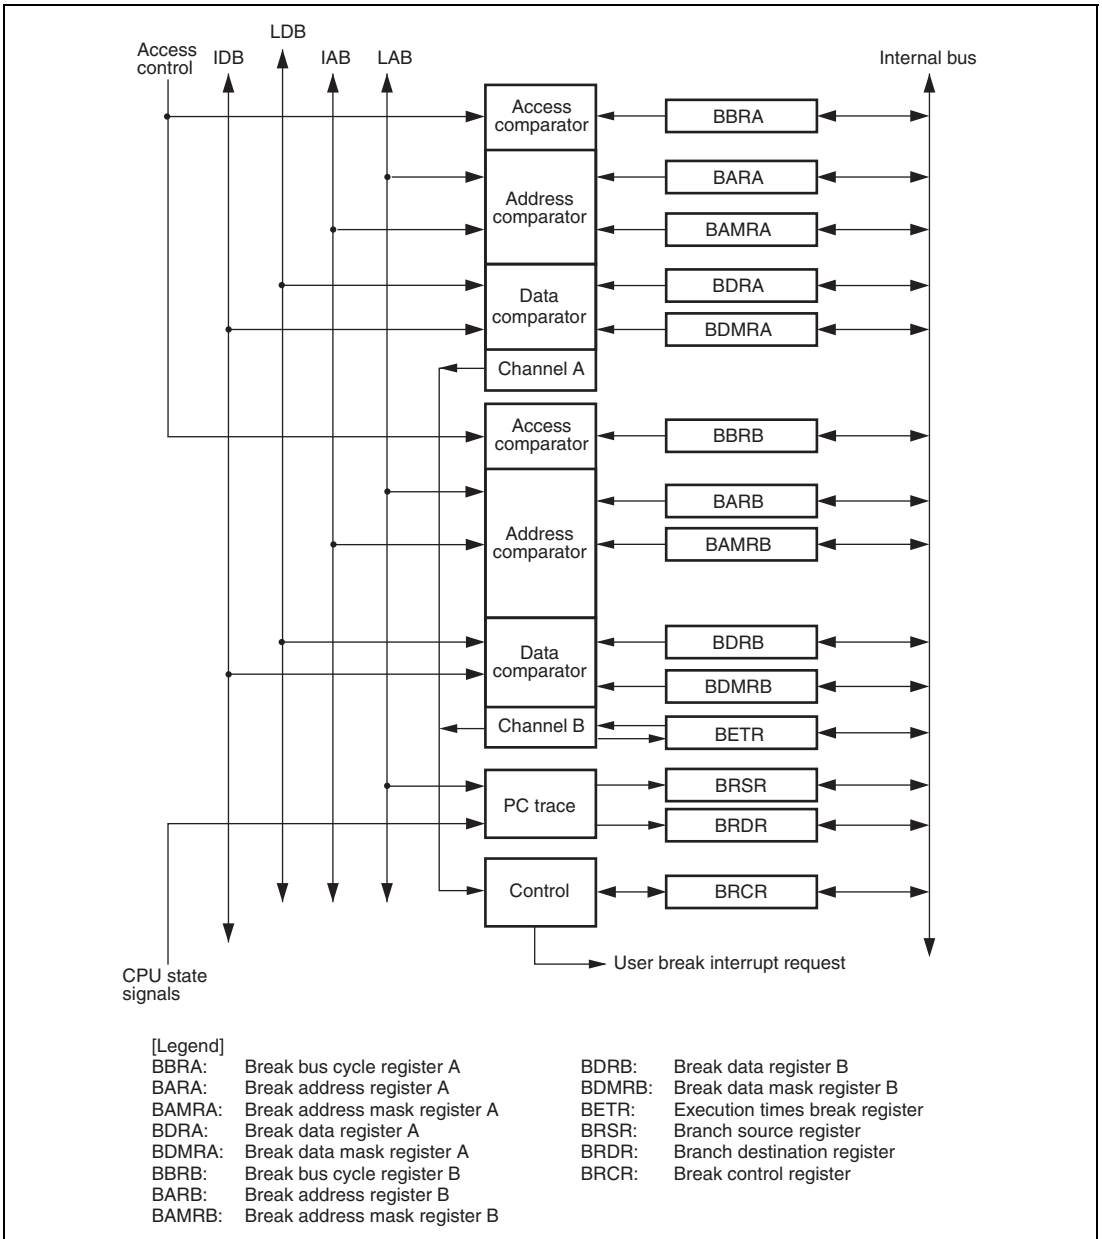 LDB
Access
control
IDB
IAB
LAB
Internal bus
Access
comparator
BBRA
Address
comparator
BARA
BAMRA
Data
comparator
BDRA
BDMRA
Channel A
Access
comparator
BBRB
Address
comparator
BARB
BAMRB
Data
comparator
BDRB
BDMRB
Channel B
BETR
PC trace
BRSR
BRDR
Control
BRCR
User break interrupt request
CPU state
signals
[Legend]
BBRA: Break bus cycle register A
BARA: Break address register A
BAMRA: Break address mask register A
BDRA: Break data register A
BDMRA: Break data mask register A
BBRB: Break bus cycle register B
BARB: Break address register B
BAMRB: Break address mask register B
BDRB: Break data register B
BDMRB: Break data mask register B
BETR: Execution times break register
BRSR: Branch source register
BRDR: Branch destination register
BRCR: Break control register